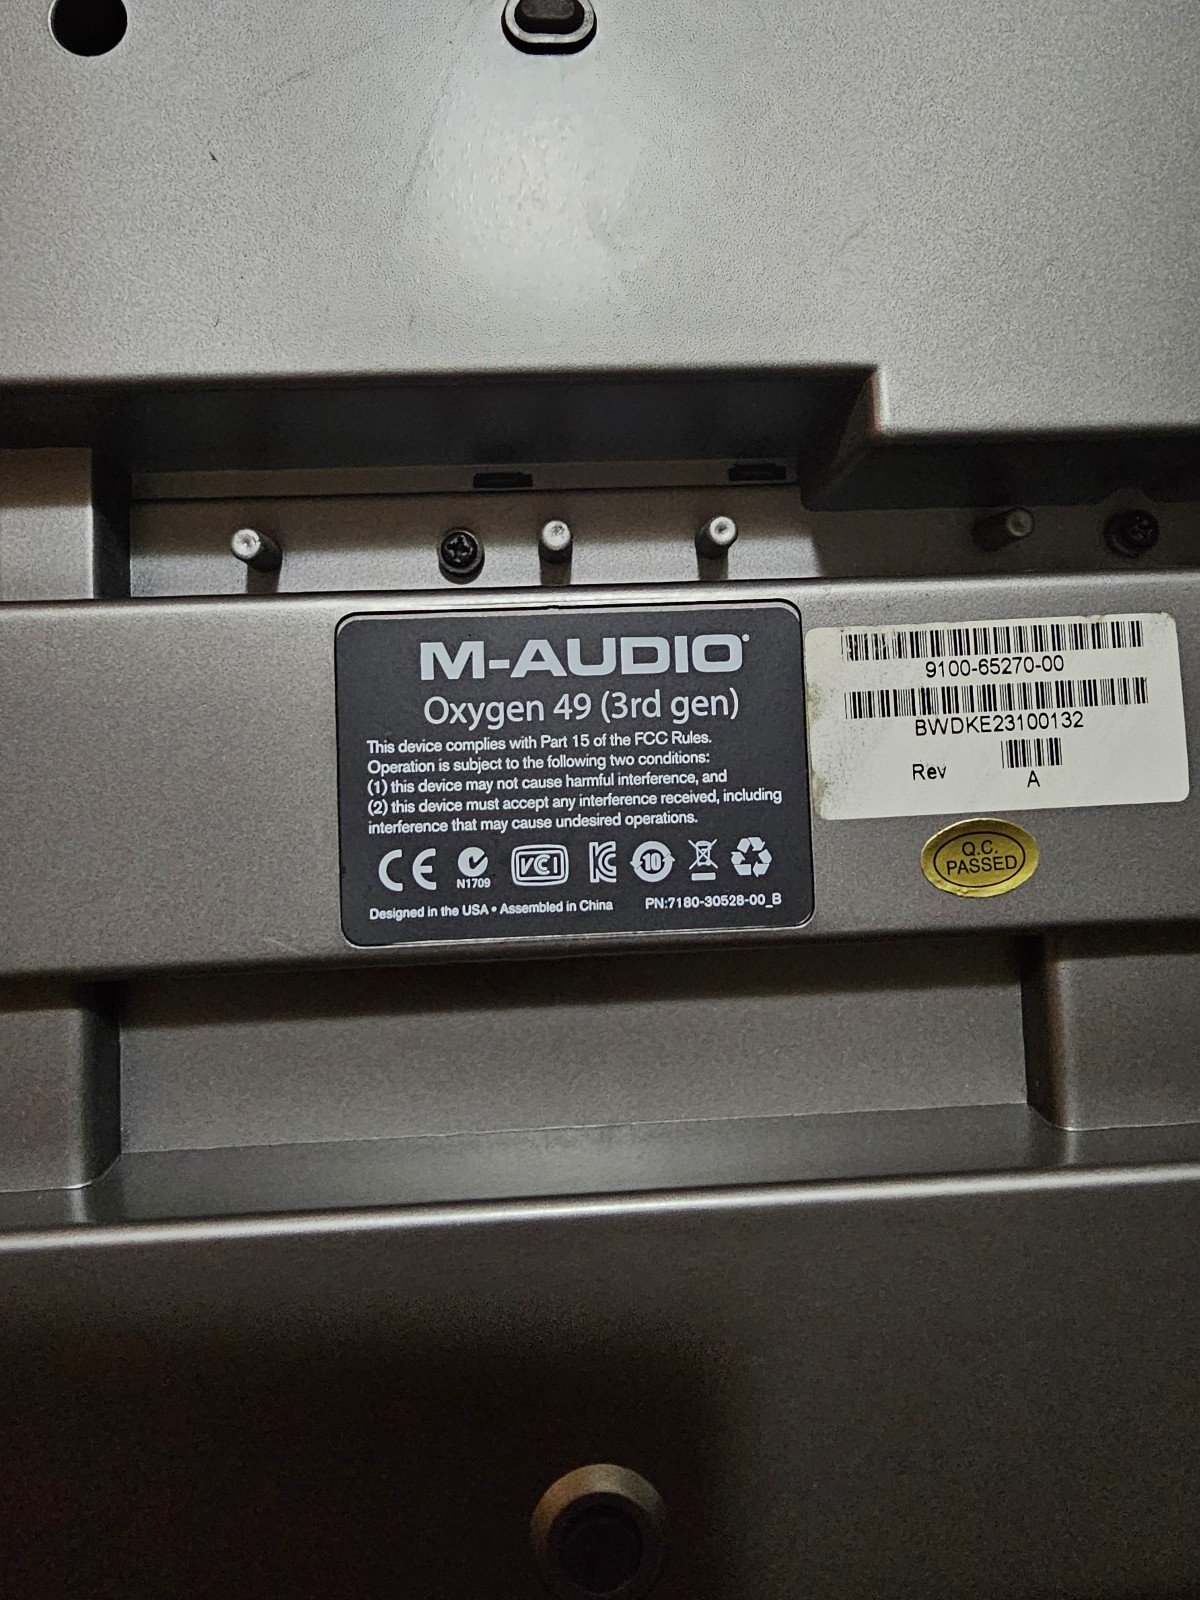 M-AUDIO
Oxygen 49 (3rd gen)
This device complies with Part 15 of the FCC Rules.
Operation is subject to the following two conditions:
(1) this device may not cause harmful interference, and
(2) this device must accept any interference received, including
interference that may cause undesired operations.
CE N1709 VCI 10
Designed in the USA • Assembled in China PN:7180-30528-00_B
9100-65270-00
BWDKE23100132
Rev A
Q.C.
PASSED